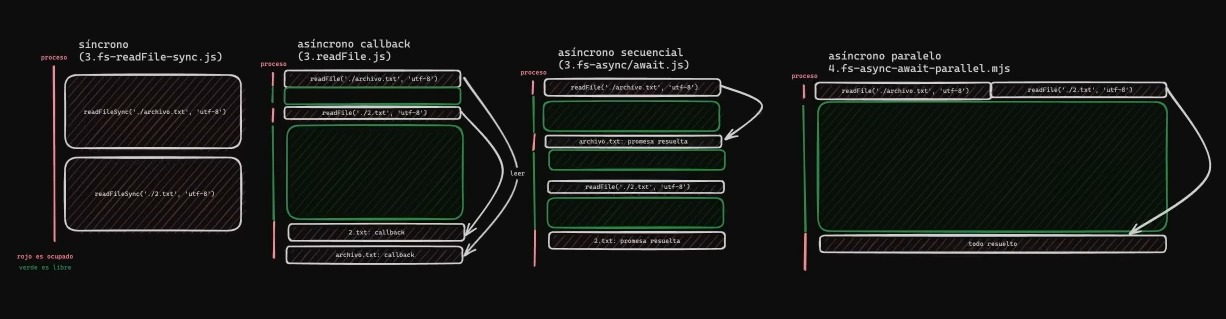 síncrono
(3.fs-readFile-sync.js)
proceso
readFileSync('./archivo.txt', 'utf-8')
readFileSync('./2.txt', 'utf-8')
rojo es ocupado
verde es libre
asíncrono callback
(3.readFile.js)
proceso
readFile('./archivo.txt', 'utf-8')
readFile('./2.txt', 'utf-8')
leer
2.txt: callback
archivo.txt: callback
asíncrono secuencial
(3.fs-async/await.js)
proceso
readFile('./archivo.txt', 'utf-8')
archivo.txt: promesa resuelta
readFile('./2.txt', 'utf-8')
2.txt: promesa resuelta
asíncrono paralelo
4.fs-async-await-parallel.mjs
proceso
readFile('./archivo.txt', 'utf-8')
readFile('./2.txt', 'utf-8')
todo resuelto